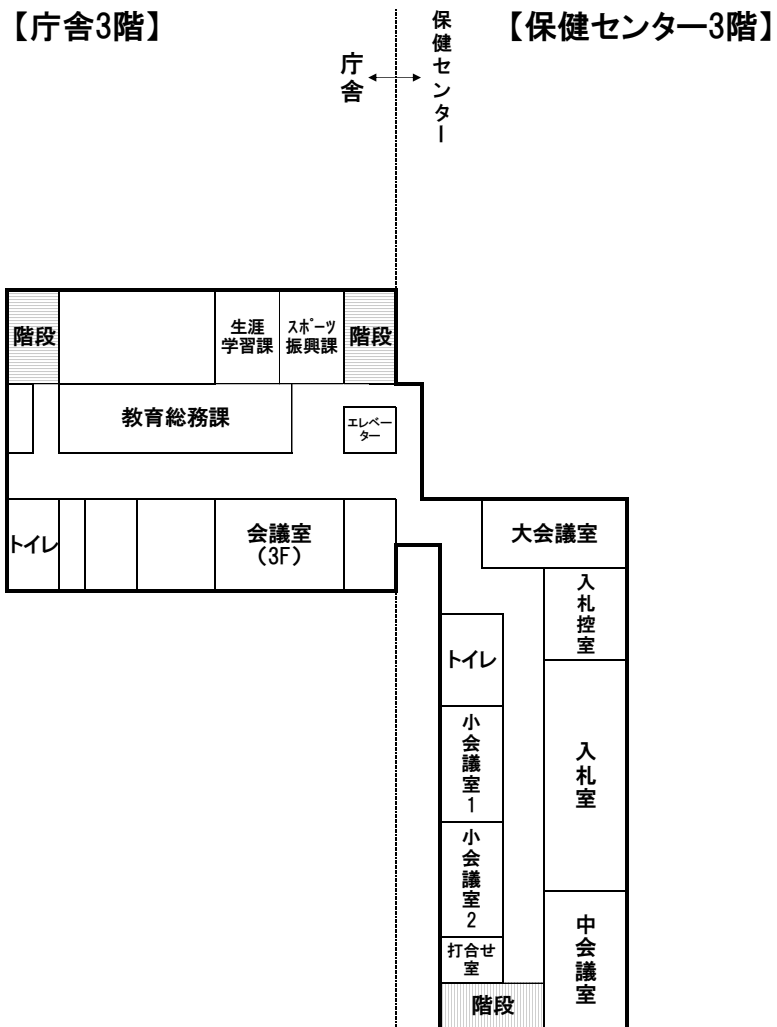 【庁舎3階】
【保健センター3階】
庁舎
保健センター
階段
生涯
学習課
スポーツ
振興課
階段
教育総務課
エレベー
ター
トイレ
会議室
（3F）
大会議室
入札控室
トイレ
小会議室1
入札室
小会議室2
打合せ
室
中会議室
階段